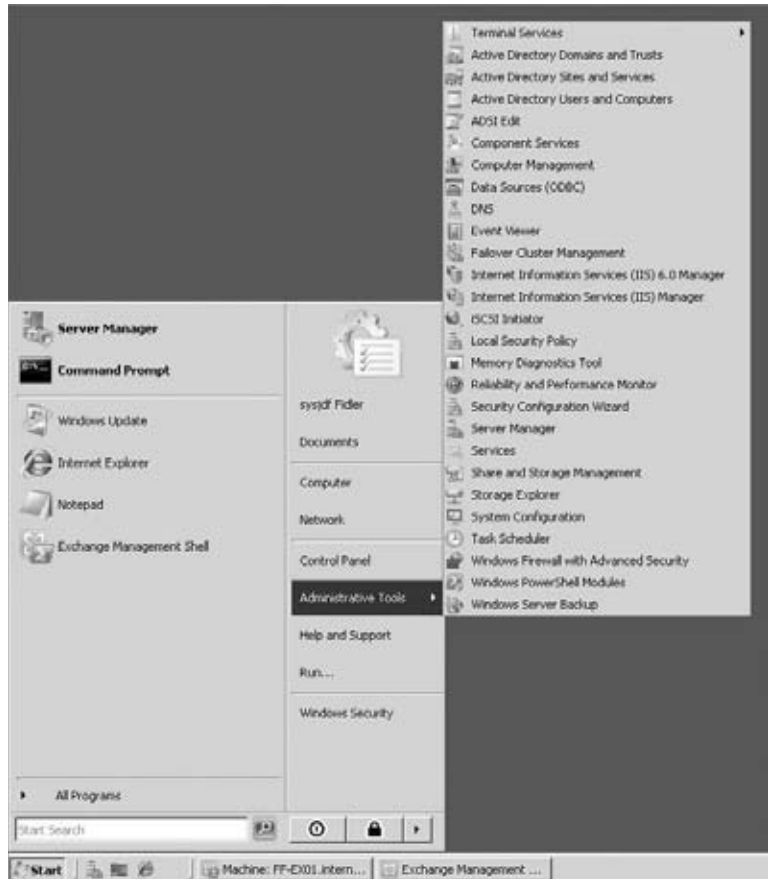 Server Manager
Command Prompt
Windows Update
Internet Explorer
Notepad
Exchange Management Shell
All Programs
Start Search
sysjdf Fidler
Documents
Computer
Network
Control Panel
Administrative Tools
Help and Support
Run...
Windows Security
Terminal Services
Active Directory Domains and Trusts
Active Directory Sites and Services
Active Directory Users and Computers
ADSI Edit
Component Services
Computer Management
Data Sources (ODBC)
DNS
Event Viewer
Failover Cluster Management
Internet Information Services (IIS) 6.0 Manager
Internet Information Services (IIS) Manager
iSCSI Initiator
Local Security Policy
Memory Diagnostics Tool
Reliability and Performance Monitor
Security Configuration Wizard
Server Manager
Services
Share and Storage Management
Storage Explorer
System Configuration
Task Scheduler
Windows Firewall with Advanced Security
Windows PowerShell Modules
Windows Server Backup
Start
Machine: FF-EX01.intern...
Exchange Management ...